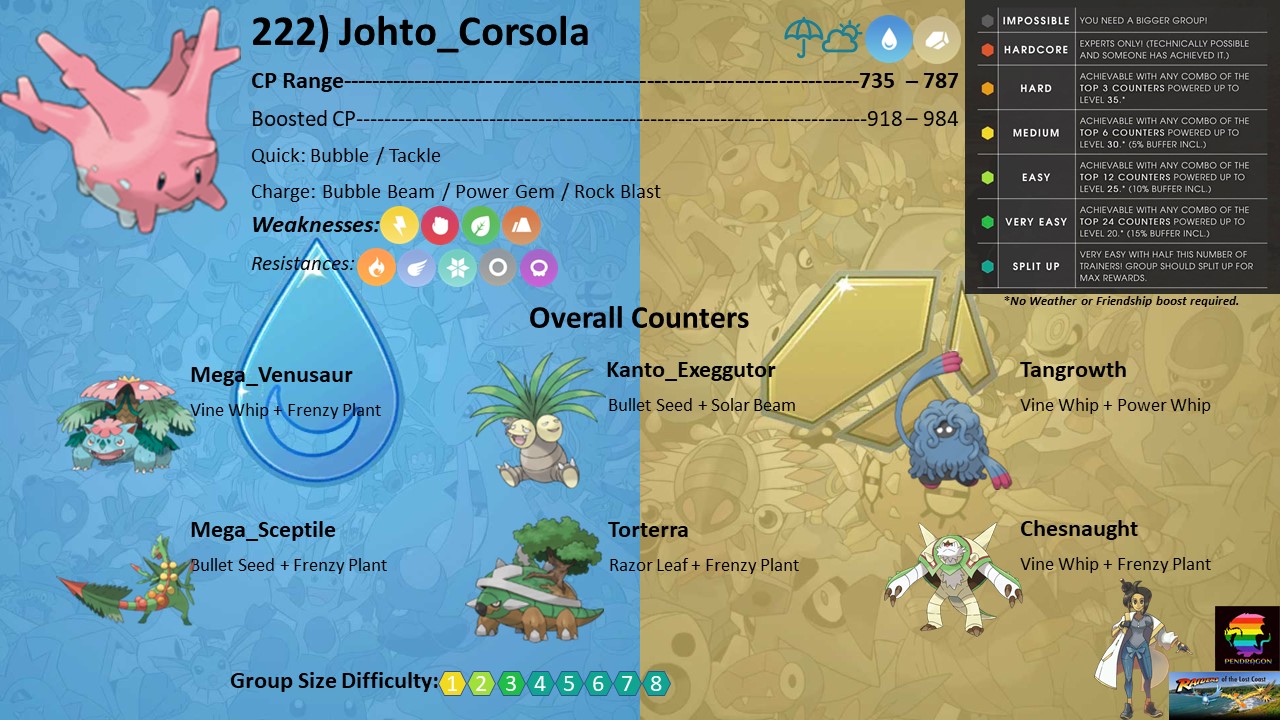 222) Johto_Corsola
CP Range--------------------735 – 787
Boosted CP--------------------918 – 984
Quick: Bubble / Tackle
Charge: Bubble Beam / Power Gem / Rock Blast
Weaknesses:
Resistances:
IMPOSSIBLE YOU NEED A BIGGER GROUP!
HARDCORE EXPERTS ONLY! (TECHNICALLY POSSIBLE
AND SOMEONE HAS ACHIEVED IT.)
HARD ACHIEVABLE WITH ANY COMBO OF THE
TOP 3 COUNTERS POWERED UP TO
LEVEL 35.*
MEDIUM ACHIEVABLE WITH ANY COMBO OF THE
TOP 6 COUNTERS POWERED UP TO
LEVEL 30.* (5% BUFFER INCL.)
EASY ACHIEVABLE WITH ANY COMBO OF THE
TOP 12 COUNTERS POWERED UP TO
LEVEL 25.* (10% BUFFER INCL.)
VERY EASY ACHIEVABLE WITH ANY COMBO OF THE
TOP 24 COUNTERS POWERED UP TO
LEVEL 20.* (15% BUFFER INCL.)
SPLIT UP VERY EASY WITH HALF THIS NUMBER OF
TRAINERS! GROUP SHOULD SPLIT UP FOR
MAX REWARDS.
*No Weather or Friendship boost required.
Overall Counters
Mega_Venusaur
Vine Whip + Frenzy Plant
Kanto_Exeggutor
Bullet Seed + Solar Beam
Tangrowth
Vine Whip + Power Whip
Mega_Sceptile
Bullet Seed + Frenzy Plant
Torterra
Razor Leaf + Frenzy Plant
Chesnaught
Vine Whip + Frenzy Plant
Group Size Difficulty: 1 2 3 4 5 6 7 8
PENDROGON
RAIDERS of the Lost Coast